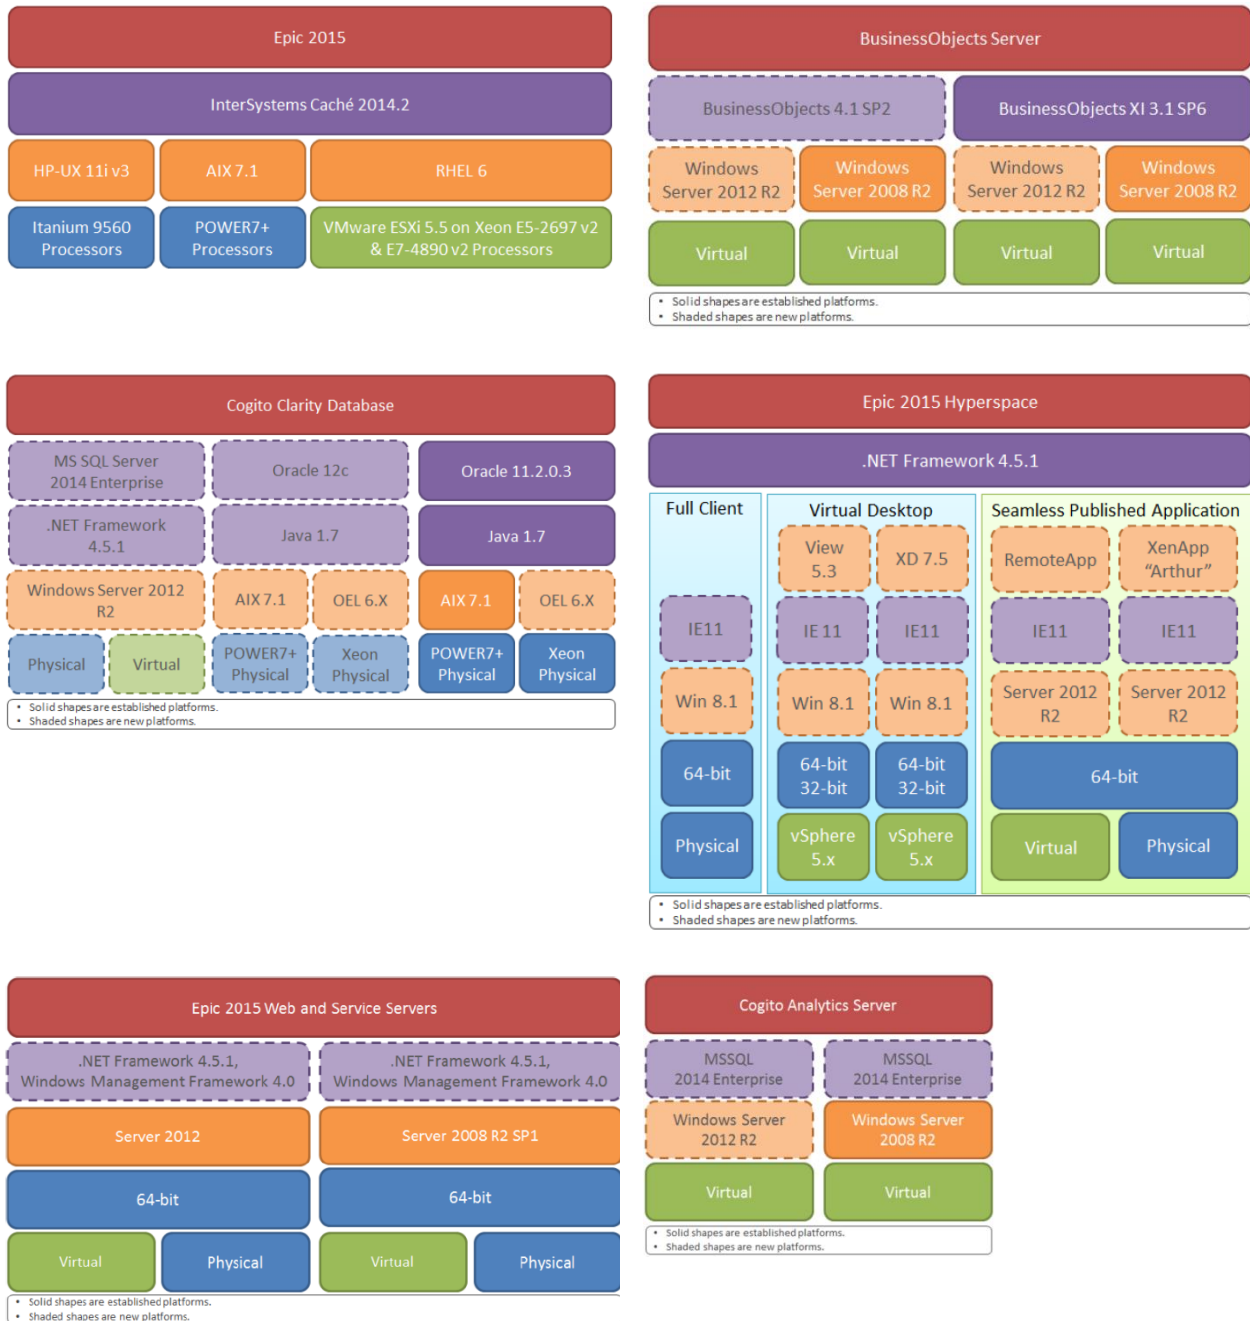 Epic 2015
InterSystems Caché 2014.2
HP-UX 11i v3
AIX 7.1
RHEL 6
Itanium 9560
Processors
POWER7+
Processors
VMware ESXi 5.5 on Xeon E5-2697 v2
& E7-4890 v2 Processors
BusinessObjects Server
BusinessObjects 4.1 SP2
BusinessObjects XI 3.1 SP6
Windows
Server 2012 R2
Windows
Server 2008 R2
Windows
Server 2012 R2
Windows
Server 2008 R2
Virtual
Virtual
Virtual
Virtual
• Solid shapes are established platforms.
• Shaded shapes are new platforms.
Cogito Clarity Database
MS SQL Server
2014 Enterprise
Oracle 12c
Oracle 11.2.0.3
.NET Framework
4.5.1
Java 1.7
Java 1.7
Windows Server 2012
R2
AIX 7.1
OEL 6.X
AIX 7.1
OEL 6.X
Physical
Virtual
POWER7+
Physical
Xeon
Physical
POWER7+
Physical
Xeon
Physical
• Solid shapes are established platforms.
• Shaded shapes are new platforms.
Epic 2015 Hyperspace
.NET Framework 4.5.1
Full Client
Virtual Desktop
Seamless Published Application
View
5.3
XD 7.5
RemoteApp
XenApp
“Arthur”
IE11
IE 11
IE11
IE11
IE11
Win 8.1
Win 8.1
Win 8.1
Server 2012
R2
Server 2012
R2
64-bit
64-bit
32-bit
64-bit
32-bit
64-bit
Physical
vSphere
5.x
vSphere
5.x
Virtual
Physical
• Solid shapes are established platforms.
• Shaded shapes are new platforms.
Epic 2015 Web and Service Servers
.NET Framework 4.5.1,
Windows Management Framework 4.0
.NET Framework 4.5.1,
Windows Management Framework 4.0
Server 2012
Server 2008 R2 SP1
64-bit
64-bit
Virtual
Physical
Virtual
Physical
• Solid shapes are established platforms.
• Shaded shapes are new platforms.
Cogito Analytics Server
MSSQL
2014 Enterprise
MSSQL
2014 Enterprise
Windows Server
2012 R2
Windows Server
2008 R2
Virtual
Virtual
• Solid shapes are established platforms.
• Shaded shapes are new platforms.